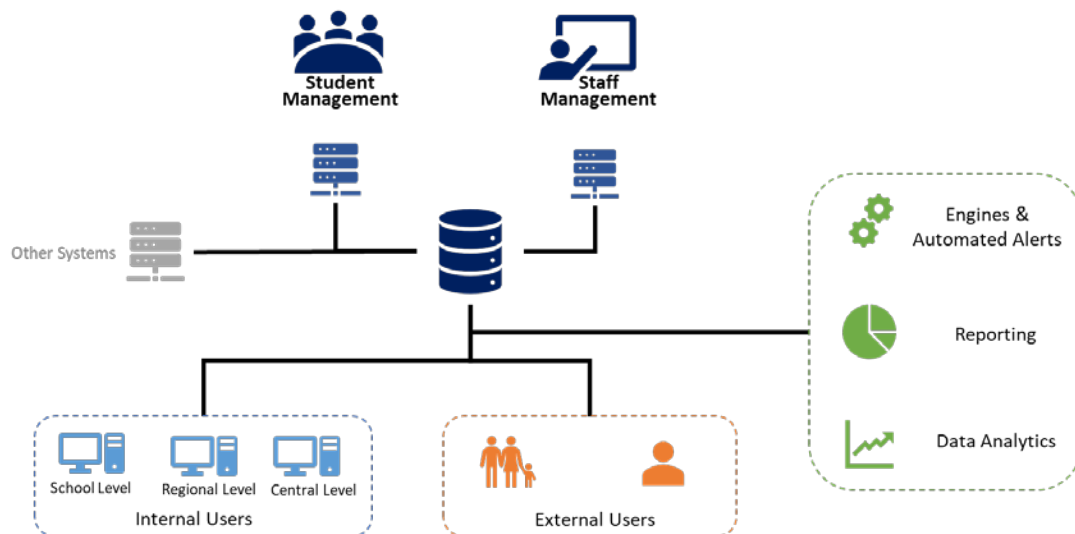 Student
Management
Staff
Management
Other Systems
Engines &
Automated Alerts
Reporting
Data Analytics
School Level
Regional Level
Central Level
Internal Users
External Users